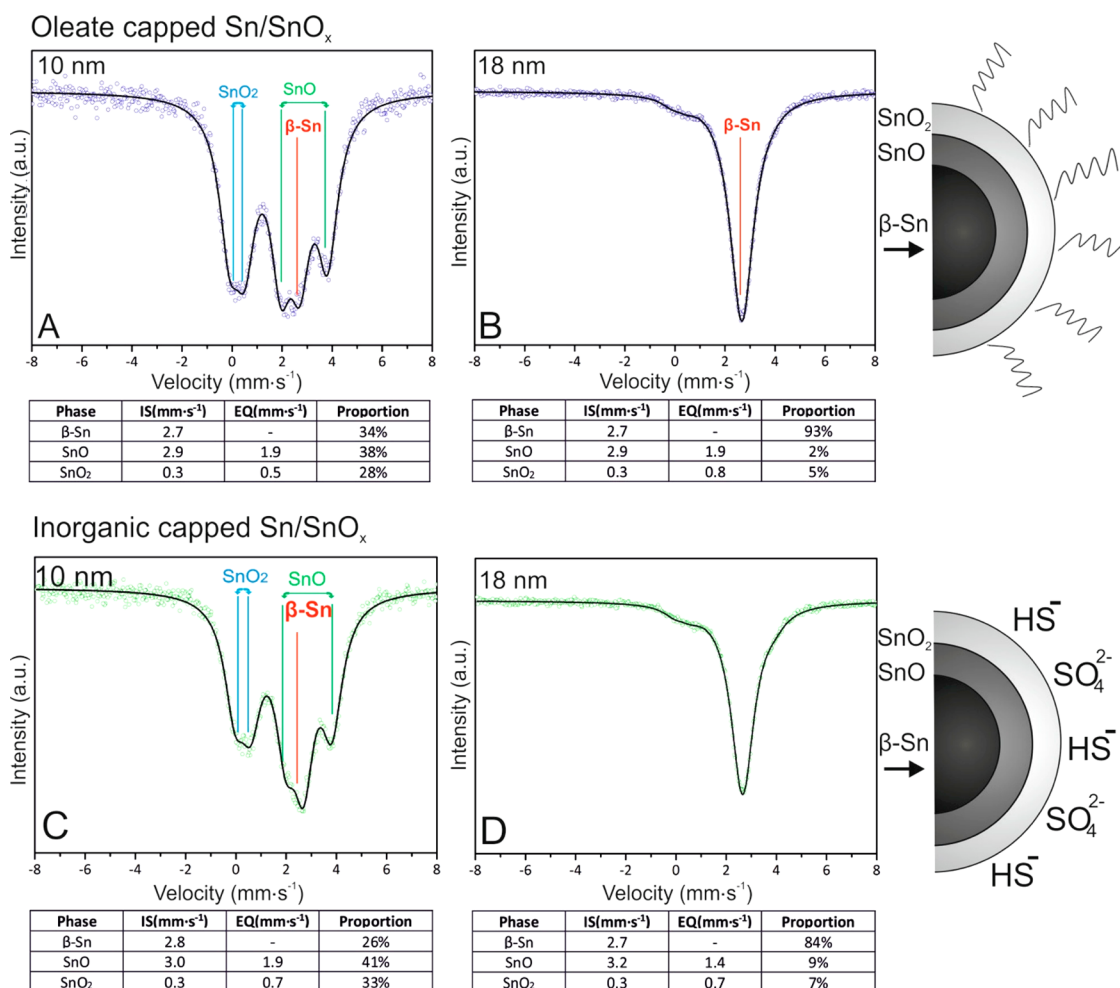 Oleate capped Sn/SnOₓ
10 nm
SnO₂
SnO
β-Sn
A
Intensity (a.u.)
-8 -6 -4 -2 0 2 4 6 8
Velocity (mm·s⁻¹)
Phase IS(mm·s⁻¹) EQ(mm·s⁻¹) Proportion
β-Sn 2.7 - 34%
SnO 2.9 1.9 38%
SnO₂ 0.3 0.5 28%
18 nm
β-Sn
B
Intensity (a.u.)
-8 -6 -4 -2 0 2 4 6 8
Velocity (mm·s⁻¹)
Phase IS(mm·s⁻¹) EQ(mm·s⁻¹) Proportion
β-Sn 2.7 - 93%
SnO 2.9 1.9 2%
SnO₂ 0.3 0.8 5%
SnO₂
SnO
β-Sn
Inorganic capped Sn/SnOₓ
10 nm
SnO₂
SnO
β-Sn
C
Intensity (a.u.)
-8 -6 -4 -2 0 2 4 6 8
Velocity (mm·s⁻¹)
Phase IS(mm·s⁻¹) EQ(mm·s⁻¹) Proportion
β-Sn 2.8 - 26%
SnO 3.0 1.9 41%
SnO₂ 0.3 0.7 33%
18 nm
D
Intensity (a.u.)
-8 -6 -4 -2 0 2 4 6 8
Velocity (mm·s⁻¹)
Phase IS(mm·s⁻¹) EQ(mm·s⁻¹) Proportion
β-Sn 2.7 - 84%
SnO 3.2 1.4 9%
SnO₂ 0.3 0.7 7%
SnO₂
SnO
β-Sn
HS⁻
SO₄²⁻
HS⁻
SO₄²⁻
HS⁻